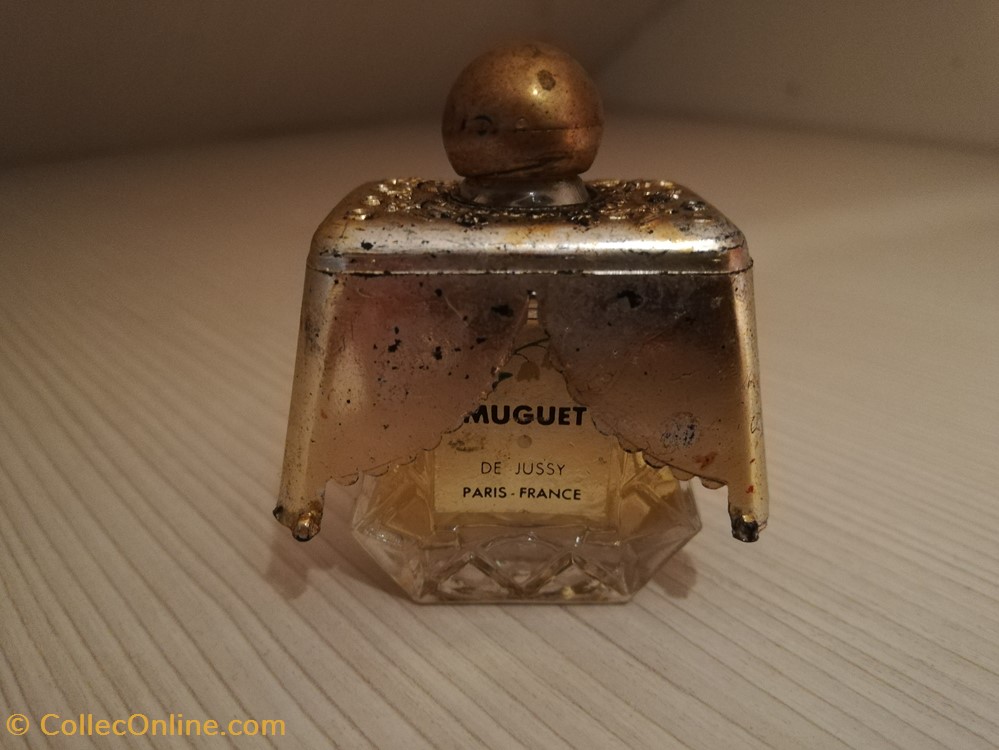 MUGUET
DE JUSSY
PARIS - FRANCE
© CollecOnline.com